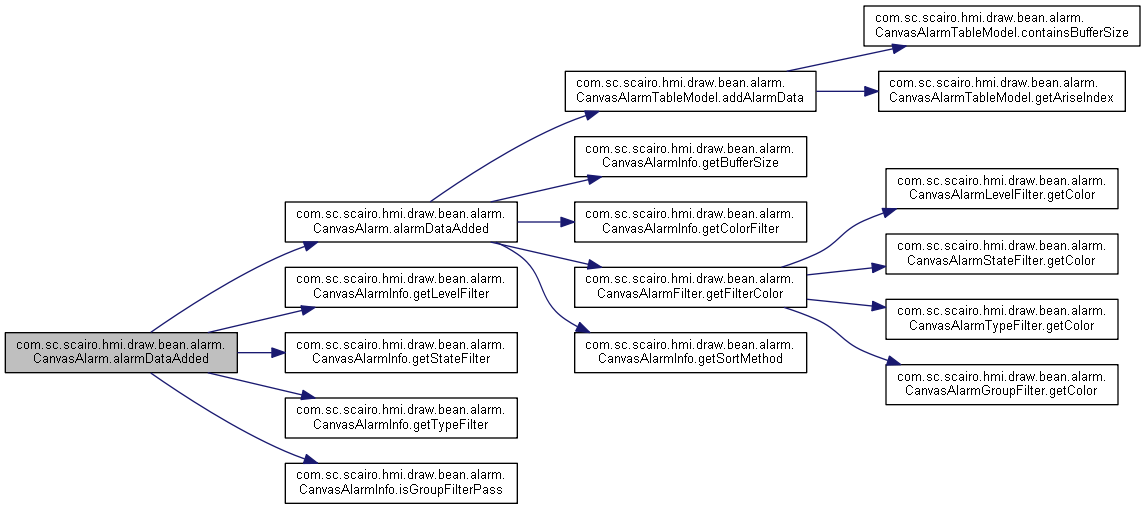 com.sc.scairo.hmi.draw.bean.alarm.
CanvasAlarm.alarmDataAdded
com.sc.scairo.hmi.draw.bean.alarm.
CanvasAlarm.alarmDataAdded
com.sc.scairo.hmi.draw.bean.alarm.
CanvasAlarmInfo.getLevelFilter
com.sc.scairo.hmi.draw.bean.alarm.
CanvasAlarmInfo.getStateFilter
com.sc.scairo.hmi.draw.bean.alarm.
CanvasAlarmInfo.getTypeFilter
com.sc.scairo.hmi.draw.bean.alarm.
CanvasAlarmInfo.isGroupFilterPass
com.sc.scairo.hmi.draw.bean.alarm.
CanvasAlarmTableModel.addAlarmData
com.sc.scairo.hmi.draw.bean.alarm.
CanvasAlarmInfo.getBufferSize
com.sc.scairo.hmi.draw.bean.alarm.
CanvasAlarmInfo.getColorFilter
com.sc.scairo.hmi.draw.bean.alarm.
CanvasAlarmFilter.getFilterColor
com.sc.scairo.hmi.draw.bean.alarm.
CanvasAlarmInfo.getSortMethod
com.sc.scairo.hmi.draw.bean.alarm.
CanvasAlarmTableModel.containsBufferSize
com.sc.scairo.hmi.draw.bean.alarm.
CanvasAlarmTableModel.getAriseIndex
com.sc.scairo.hmi.draw.bean.alarm.
CanvasAlarmLevelFilter.getColor
com.sc.scairo.hmi.draw.bean.alarm.
CanvasAlarmStateFilter.getColor
com.sc.scairo.hmi.draw.bean.alarm.
CanvasAlarmTypeFilter.getColor
com.sc.scairo.hmi.draw.bean.alarm.
CanvasAlarmGroupFilter.getColor